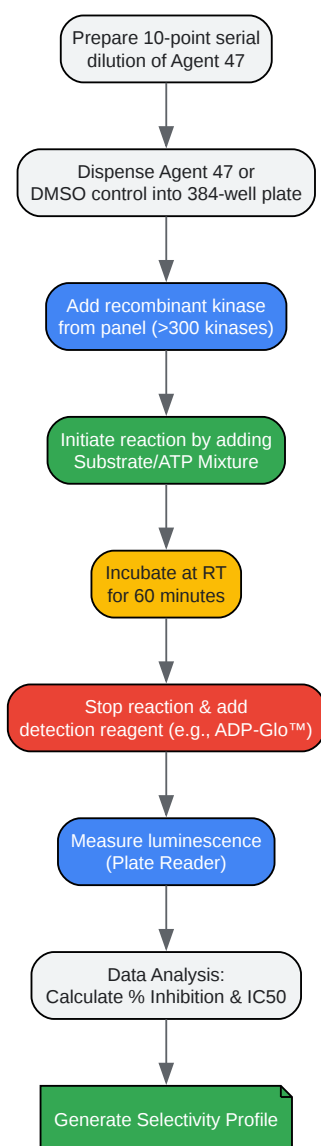 Prepare 10-point serial
dilution of Agent 47
Dispense Agent 47 or
DMSO control into 384-well plate
Add recombinant kinase
from panel (>300 kinases)
Initiate reaction by adding
Substrate/ATP Mixture
Incubate at RT
for 60 minutes
Stop reaction & add
detection reagent (e.g., ADP-Glo™)
Measure luminescence
(Plate Reader)
Data Analysis:
Calculate % Inhibition & IC50
Generate Selectivity Profile